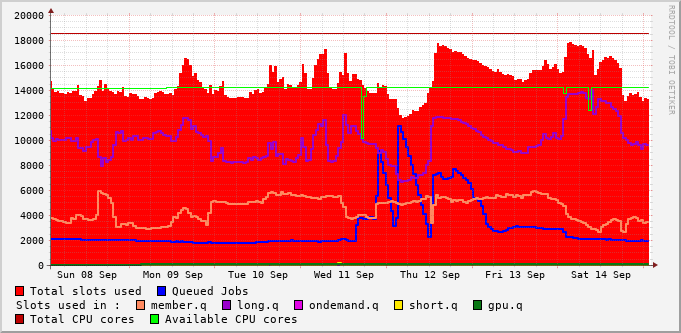 20000
18000
16000
14000
12000
10000
8000
6000
4000
2000
0
Sun 08 Sep Mon 09 Sep Tue 10 Sep Wed 11 Sep Thu 12 Sep Fri 13 Sep Sat 14 Sep
Total slots used Queued Jobs
Slots used in : member.q long.q ondemand.q short.q gpu.q
Total CPU cores Available CPU cores
RRDTOOL / TOBI OETIKER